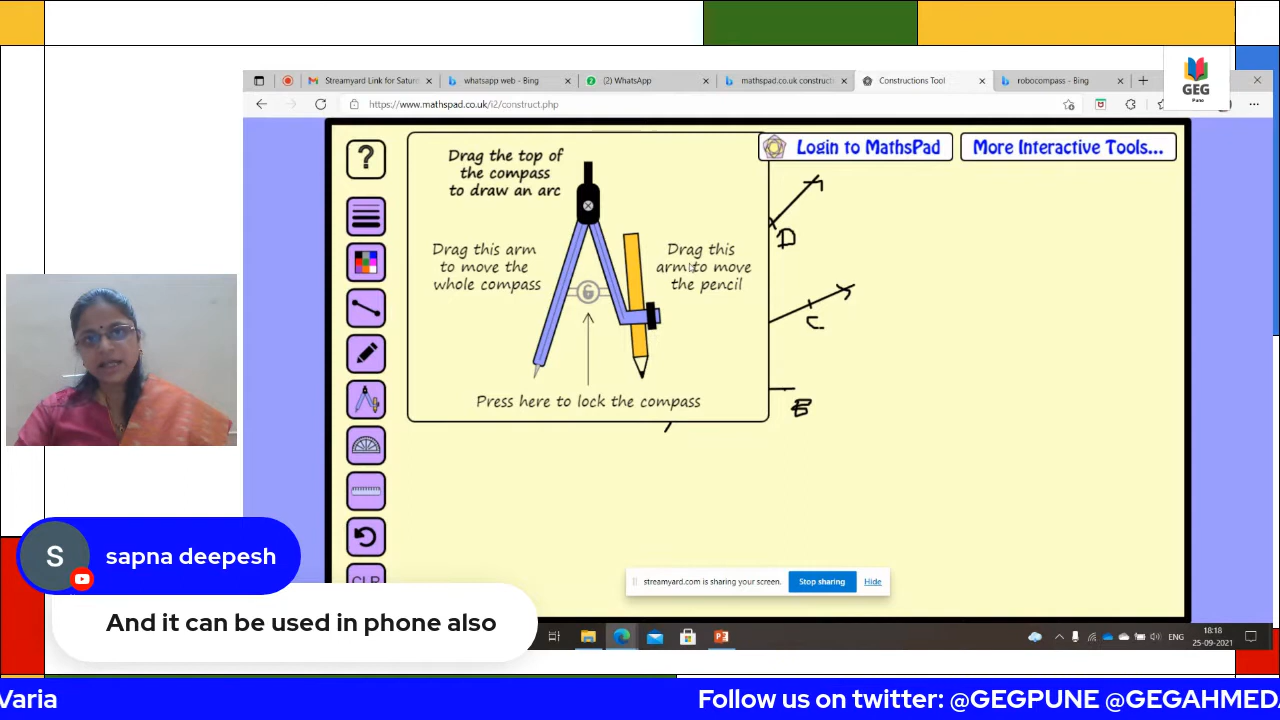 Streamyard Link for Satur
whatsapp web - Bing
(2) WhatsApp
mathspad.co.uk construct
Constructions Tool
robocompass - Bing
GEG
Pune
https://www.mathspad.co.uk/i2/construct.php
?
Drag the top of
the compass
to draw an arc
Drag this arm
to move the
whole compass
Drag this
arm to move
the pencil
Press here to lock the compass
Login to MathsPad
More Interactive Tools...
D
C
B
CLR
streamyard.com is sharing your screen.
Stop sharing
Hide
S
sapna deepesh
And it can be used in phone also
ENG
18:18
25-09-2021
Varia
Follow us on twitter: @GEGPUNE @GEGAHMEDA